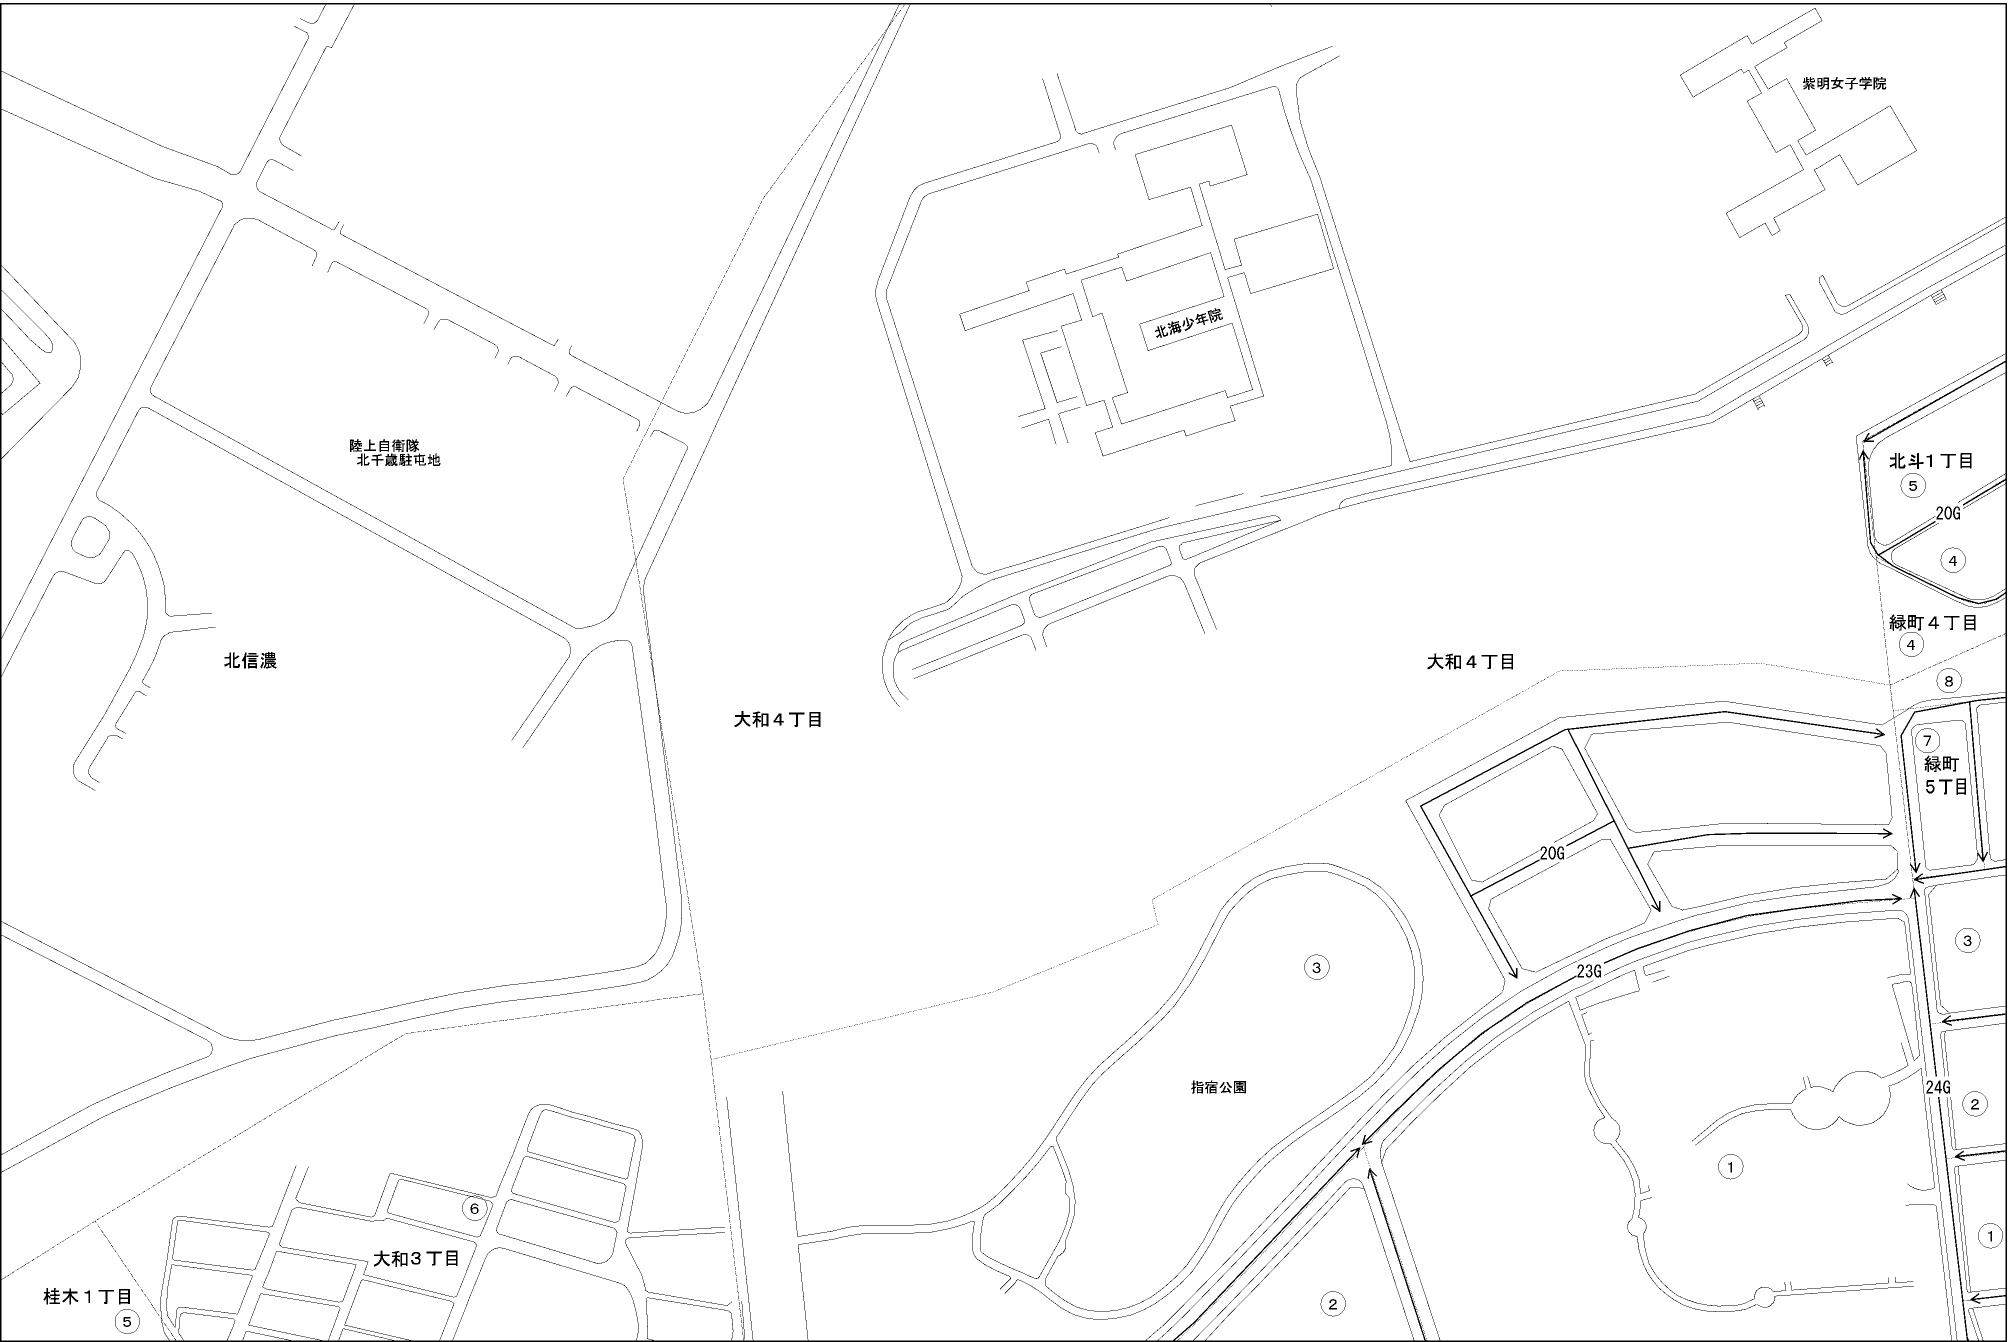 紫明女子学院
北海少年院
陸上自衛隊
北千歳駐屯地
北斗1丁目
⑤
20G
④
緑町4丁目
④
⑧
北信濃
大和4丁目
大和4丁目
⑦
緑町
5丁目
20G
③
③
23G
指宿公園
24G
②
①
①
⑥
大和3丁目
桂木1丁目
⑤
②